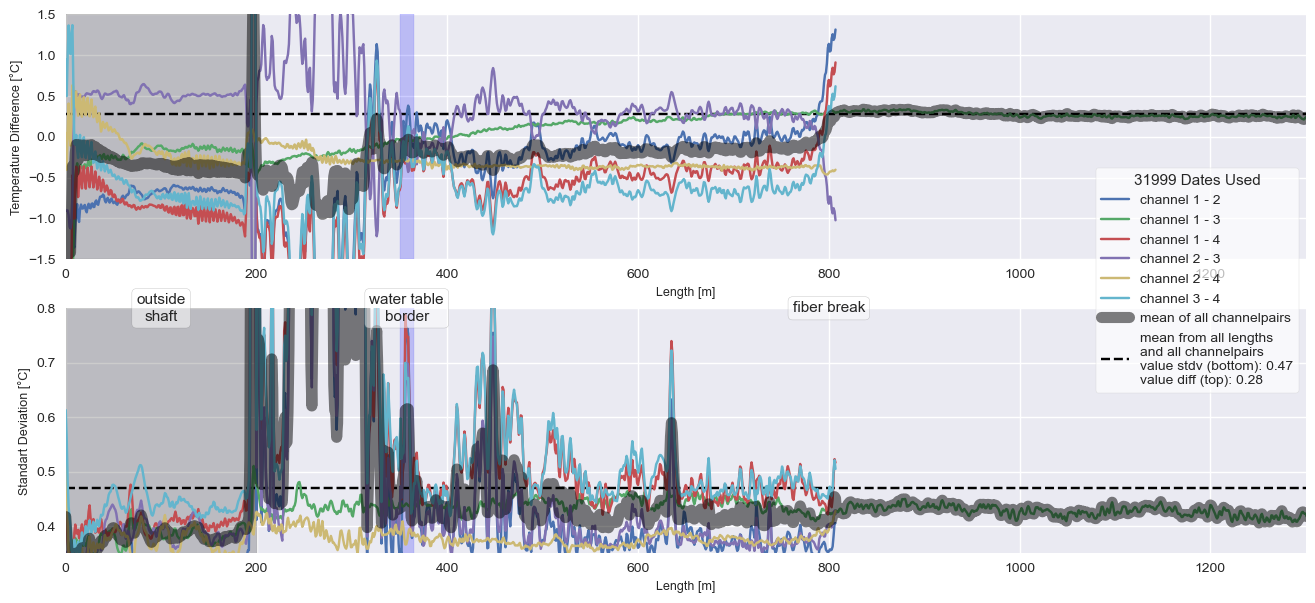 1.5
1.0
0.5
0.0
−0.5
−1.0
−1.5
Temperature Difference [°C]
0
200
400
600
800
1000
1200
Length [m]
31999 Dates Used
channel 1 - 2
channel 1 - 3
channel 1 - 4
channel 2 - 3
channel 2 - 4
channel 3 - 4
mean of all channelpairs
mean from all lengths
and all channelpairs
value stdv (bottom): 0.47
value diff (top): 0.28
outside
shaft
water table
border
fiber break
0.8
0.7
0.6
0.5
0.4
Standart Deviation [°C]
0
200
400
600
800
1000
1200
Length [m]